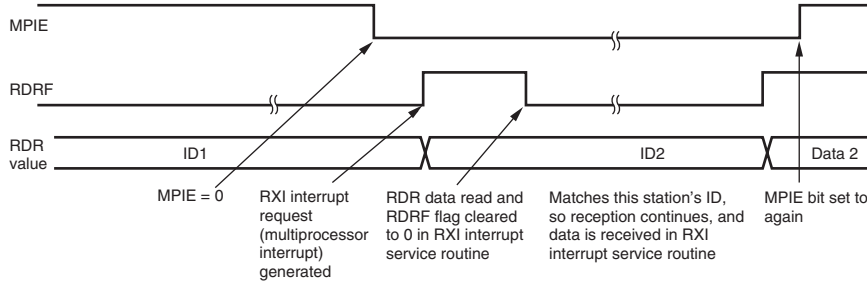 MPIE
RDRF
RDR
value
ID1
ID2
Data 2
MPIE = 0
RXI interrupt
request
(multiprocessor
interrupt)
generated
RDR data read and
RDRF flag cleared
to 0 in RXI interrupt
service routine
Matches this station's ID,
so reception continues, and
data is received in RXI
interrupt service routine
MPIE bit set to
again